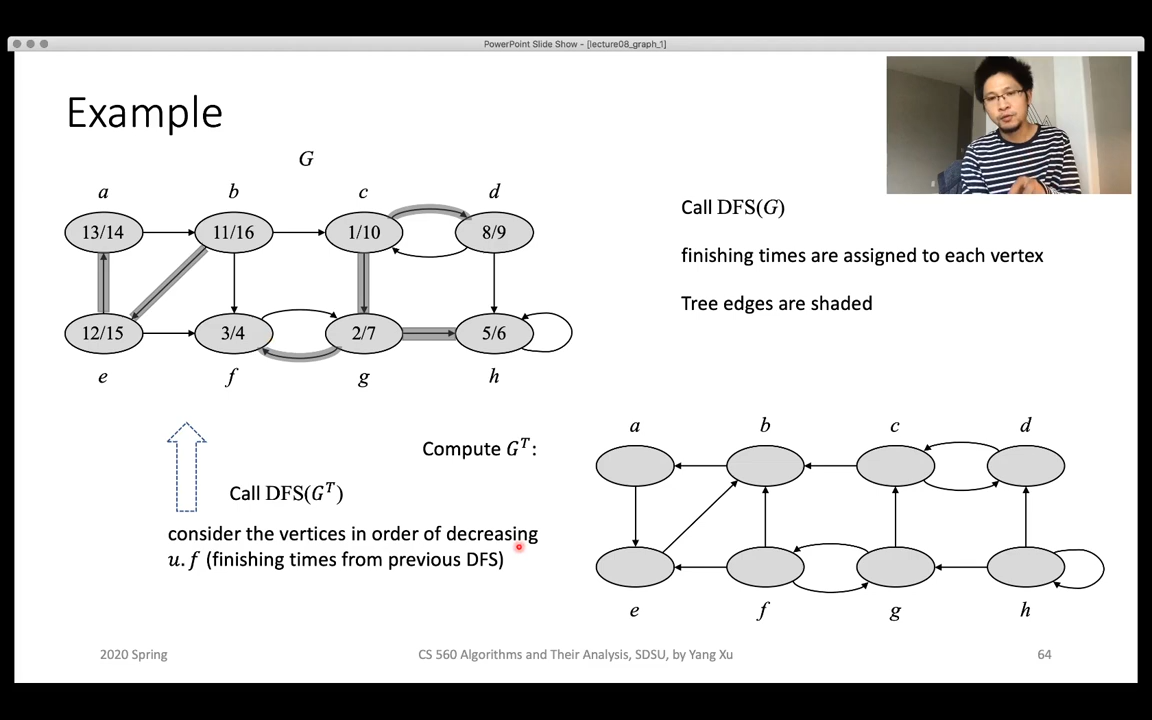 PowerPoint Slide Show - [lecture08_graph_1]
Example
G
a b c d
13/14 11/16 1/10 8/9
12/15 3/4 2/7 5/6
e f g h
Call DFS(G)
finishing times are assigned to each vertex
Tree edges are shaded
Compute Gᵀ:
a b c d
e f g h
Call DFS(Gᵀ)
consider the vertices in order of decreasing
u.f (finishing times from previous DFS)
2020 Spring
CS 560 Algorithms and Their Analysis, SDSU, by Yang Xu
64